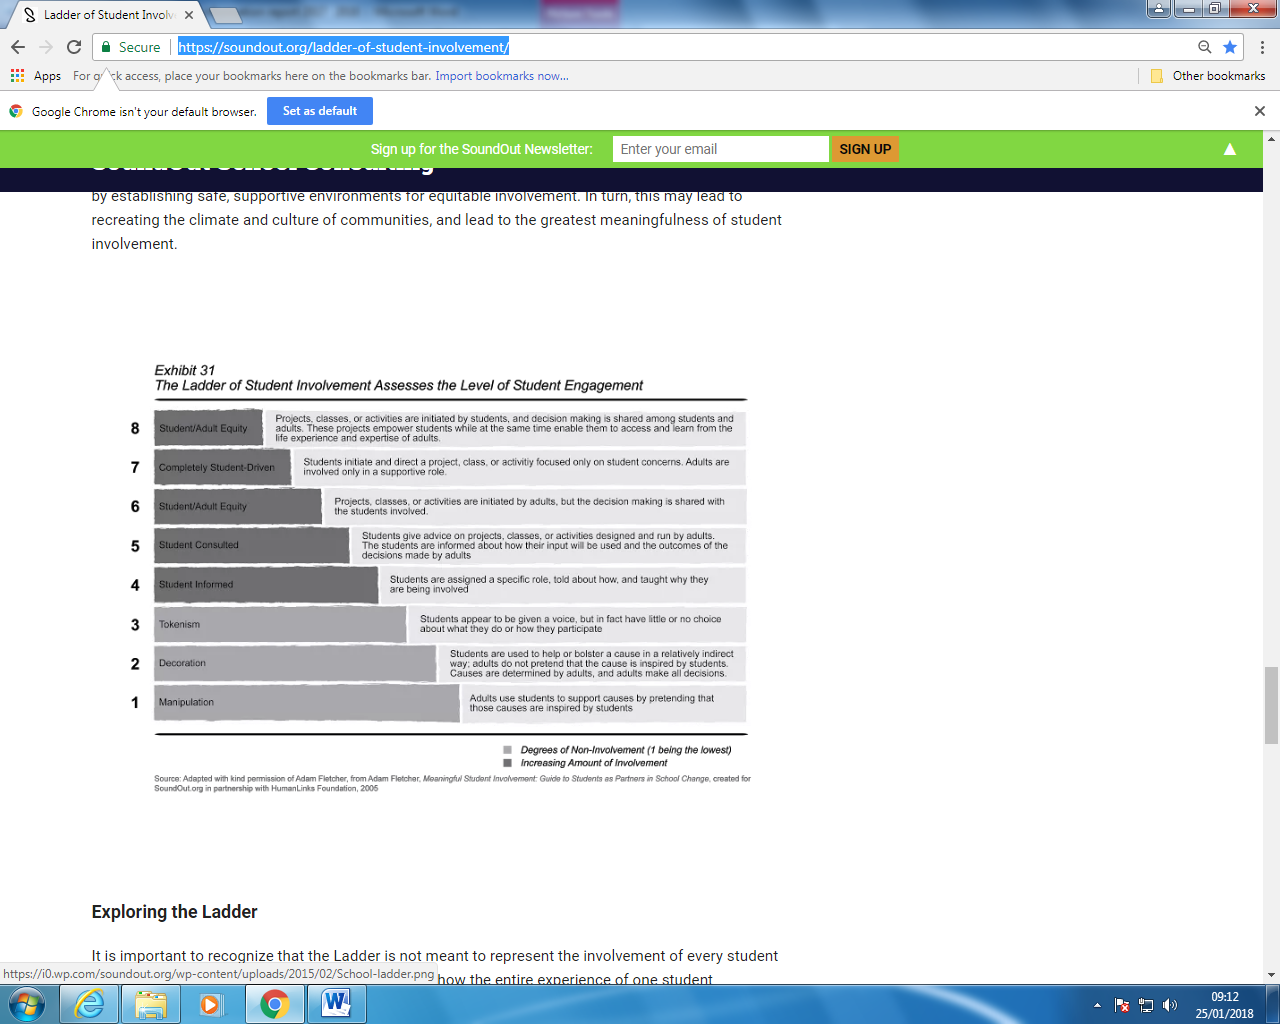 Ladder of Student Involv
Secure
https://soundout.org/ladder-of-student-involvement/
Apps
For quick access, place your bookmarks here on the bookmarks bar. Import bookmarks now...
Other bookmarks
Google Chrome isn't your default browser.
Set as default
Sign up for the SoundOut Newsletter:
Enter your email
SIGN UP
SoundOut School Consulting
by establishing safe, supportive environments for equitable involvement. In turn, this may lead to
recreating the climate and culture of communities, and lead to the greatest meaningfulness of student
involvement.
Exhibit 31
The Ladder of Student Involvement Assesses the Level of Student Engagement
8
Student/Adult Equity
Projects, classes, or activities are initiated by students, and decision making is shared among students and
adults. These projects empower students while at the same time enable them to access and learn from the
life experience and expertise of adults.
7
Completely Student-Driven
Students initiate and direct a project, class, or activitiy focused only on student concerns. Adults are
involved only in a supportive role.
6
Student/Adult Equity
Projects, classes, or activities are initiated by adults, but the decision making is shared with
the students involved.
5
Student Consulted
Students give advice on projects, classes, or activities designed and run by adults.
The students are informed about how their input will be used and the outcomes of the
decisions made by adults
4
Student Informed
Students are assigned a specific role, told about how, and taught why they
are being involved
3
Tokenism
Students appear to be given a voice, but in fact have little or no choice
about what they do or how they participate
2
Decoration
Students are used to help or bolster a cause in a relatively indirect
way; adults do not pretend that the cause is inspired by students.
Causes are determined by adults, and adults make all decisions.
1
Manipulation
Adults use students to support causes by pretending that
those causes are inspired by students
Degrees of Non-Involvement (1 being the lowest)
Increasing Amount of Involvement
Source: Adapted with kind permission of Adam Fletcher, from Adam Fletcher, Meaningful Student Involvement: Guide to Students as Partners in School Change, created for
SoundOut.org in partnership with HumanLinks Foundation, 2005
Exploring the Ladder
It is important to recognize that the Ladder is not meant to represent the involvement of every student
https://i0.wp.com/soundout.org/wp-content/uploads/2015/02/School-ladder.png
how the entire experience of one student
09:12
25/01/2018